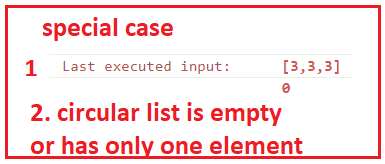 special case
1 Last executed input: [3,3,3]
0
2. circular list is empty
or has only one element